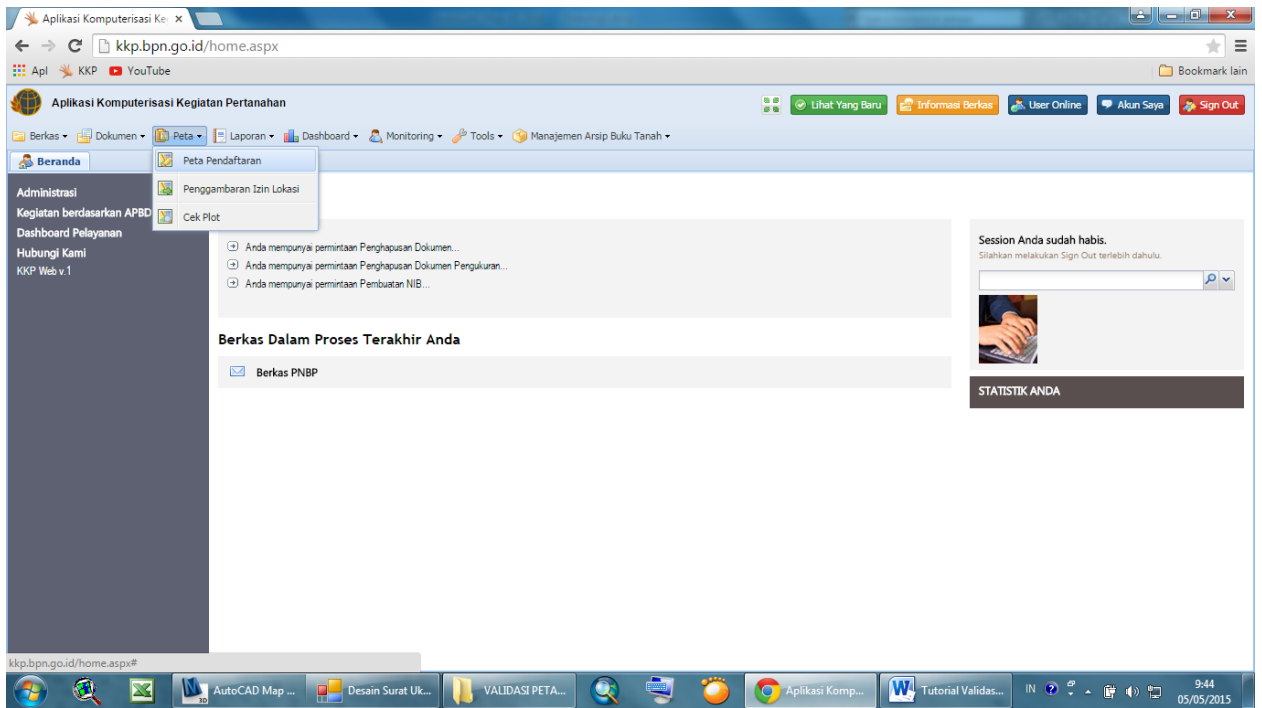 Aplikasi Komputerisasi Ke
kkp.bpn.go.id/home.aspx
Apl KKP YouTube Bookmark lain
Aplikasi Komputerisasi Kegiatan Pertanahan Lihat Yang Baru Informasi Berkas User Online Akun Saya Sign Out
Berkas Dokumen Peta Laporan Dashboard Monitoring Tools Manajemen Arsip Buku Tanah
Beranda
Peta Pendaftaran
Penggambaran Izin Lokasi
Cek Plot
Administrasi
Kegiatan berdasarkan APBD
Dashboard Pelayanan
Hubungi Kami
KKP Web v.1
Anda mempunyai permintaan Penghapusan Dokumen...
Anda mempunyai permintaan Penghapusan Dokumen Pengukuran...
Anda mempunyai permintaan Pembuatan NIB...
Berkas Dalam Proses Terakhir Anda
Berkas PNBP
Session Anda sudah habis.
Silahkan melakukan Sign Out terlebih dahulu.
STATISTIK ANDA
kkp.bpn.go.id/home.aspx#
AutoCAD Map ... Desain Surat Uk... VALIDASI PETA... Aplikasi Komp... Tutorial Validas... IN 9:44
05/05/2015